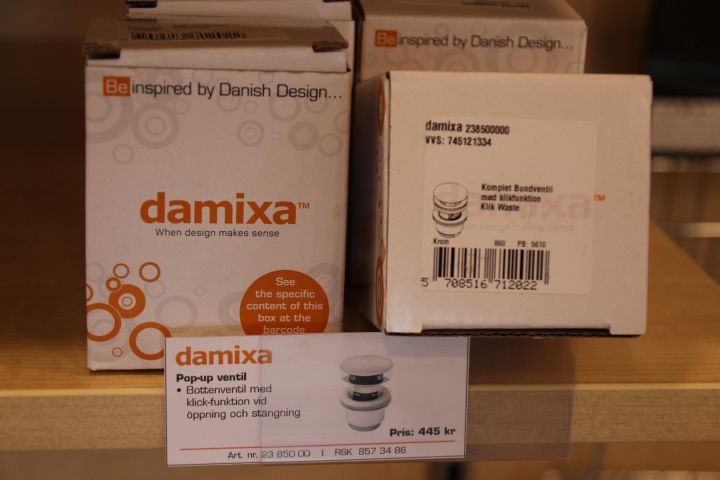 Be inspired by Danish Design...
Be inspired by Danish Design...
damixa™
When design makes sense
See
the specific
content of this
box at the
barcode
damixa 238500000
VVS: 745121334
Komplet Bundventil
med klikfunktion
Klik Waste
Krom 860 PB: 5610
5 708516 712022
damixa
Pop-up ventil
• Bottenventil med
klick-funktion vid
öppning och stängning
Pris: 445 kr
Art. nr. 23 850 00 | RSK 857 34 86